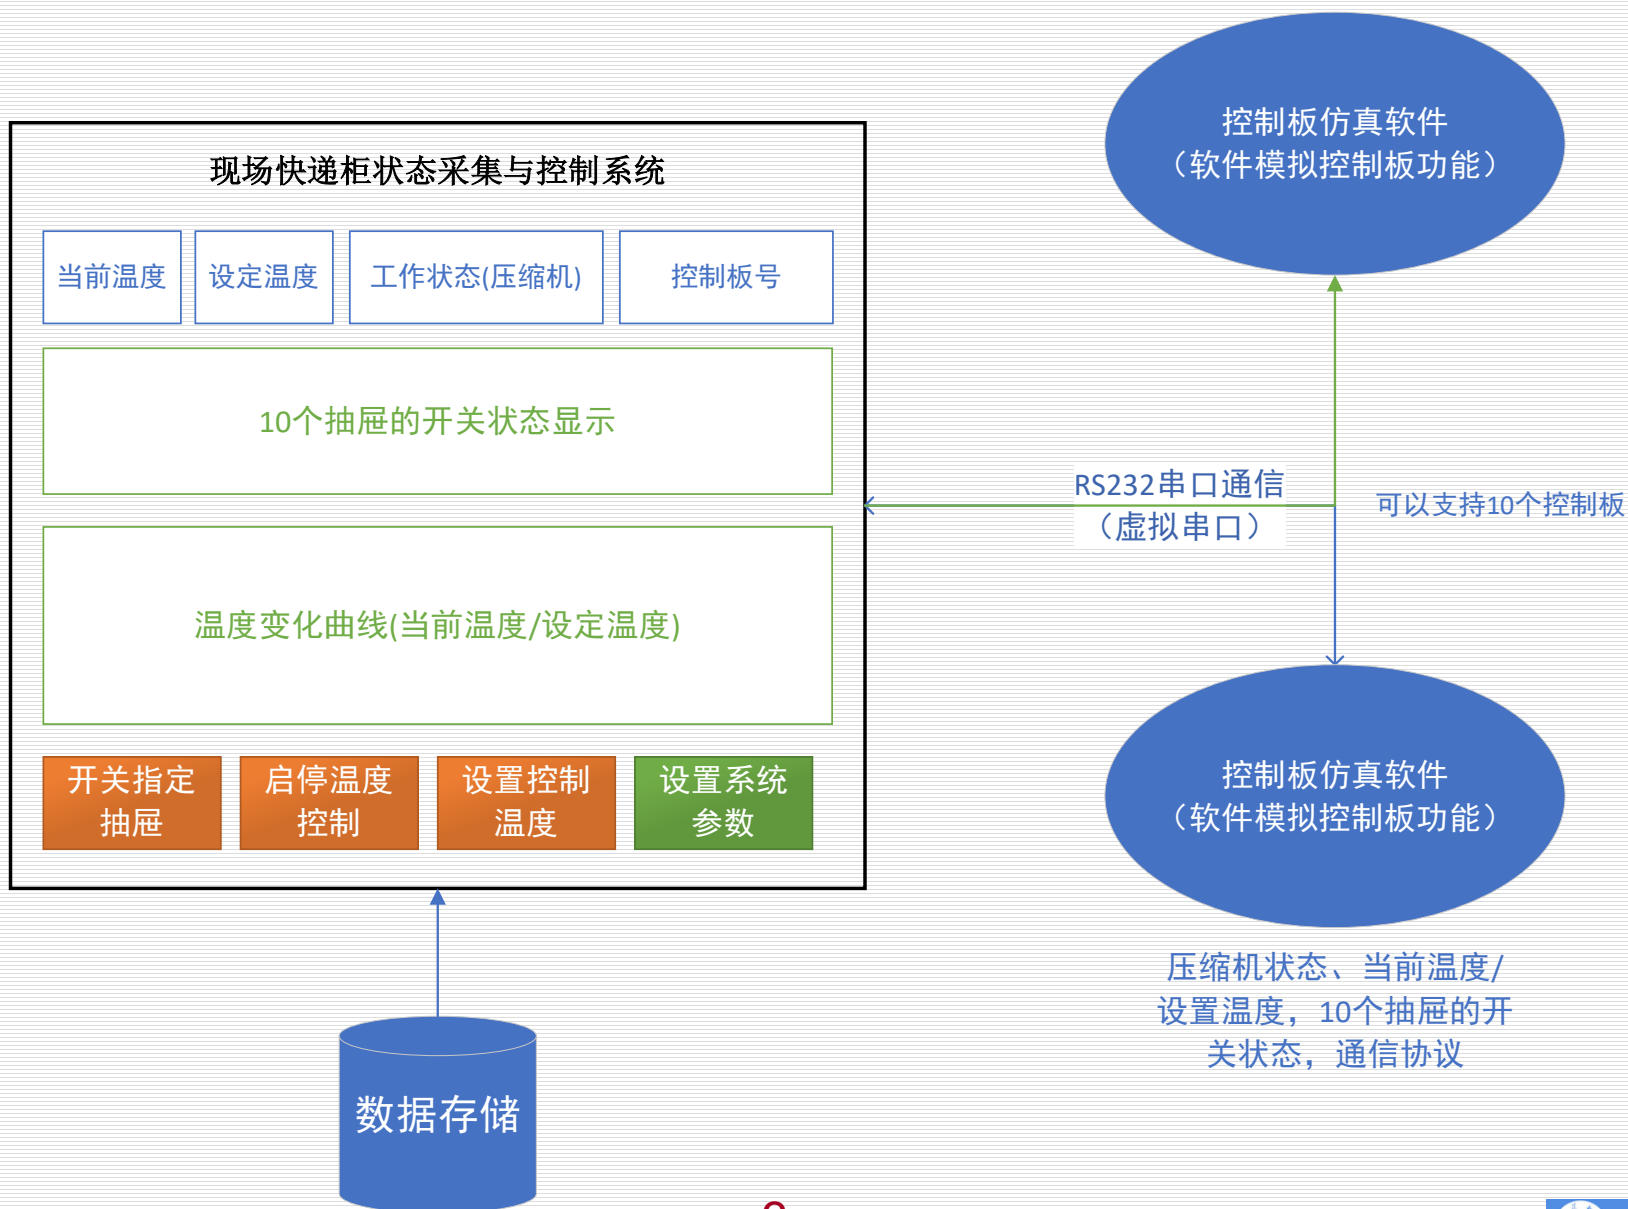 控制板仿真软件
（软件模拟控制板功能）
现场快递柜状态采集与控制系统
当前温度
设定温度
工作状态(压缩机)
控制板号
10个抽屉的开关状态显示
RS232串口通信
（虚拟串口）
可以支持10个控制板
温度变化曲线(当前温度/设定温度)
开关指定
抽屉
启停温度
控制
设置控制
温度
设置系统
参数
控制板仿真软件
（软件模拟控制板功能）
压缩机状态、当前温度/
设置温度，10个抽屉的开
关状态，通信协议
数据存储